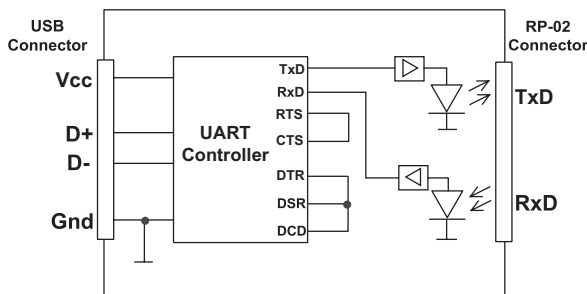 USB
Connector
Vcc
D+
D-
Gnd
UART
Controller
TxD
RxD
RTS
CTS
DTR
DSR
DCD
RP-02
Connector
TxD
RxD